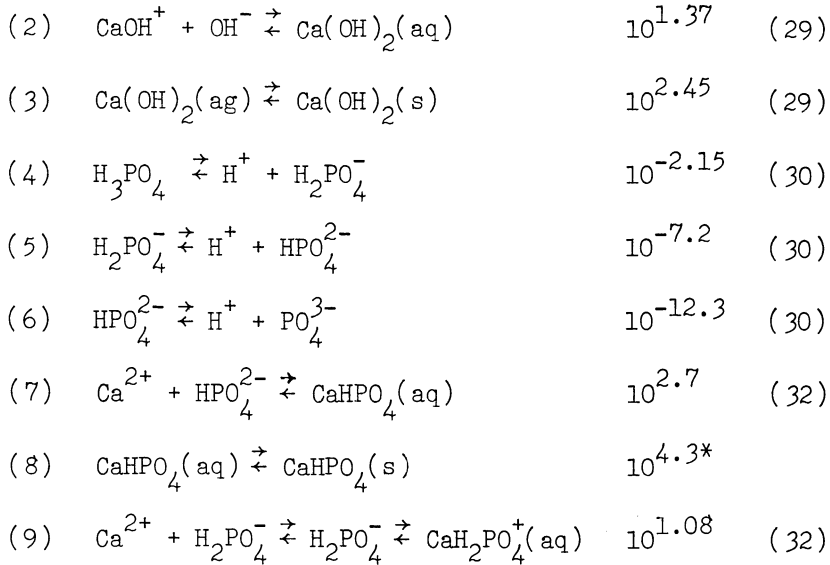 (2) CaOH⁺ + OH⁻ ⇄ Ca(OH)₂(aq) 10^1.37 (29)
(3) Ca(OH)₂(ag) ⇄ Ca(OH)₂(s) 10^2.45 (29)
(4) H₃PO₄ ⇄ H⁺ + H₂PO₄⁻ 10^-2.15 (30)
(5) H₂PO₄⁻ ⇄ H⁺ + HPO₄²⁻ 10^-7.2 (30)
(6) HPO₄²⁻ ⇄ H⁺ + PO₄³⁻ 10^-12.3 (30)
(7) Ca²⁺ + HPO₄²⁻ ⇄ CaHPO₄(aq) 10^2.7 (32)
(8) CaHPO₄(aq) ⇄ CaHPO₄(s) 10^4.3*
(9) Ca²⁺ + H₂PO₄⁻ ⇄ H₂PO₄⁻ ⇄ CaH₂PO₄⁺(aq) 10^1.08 (32)